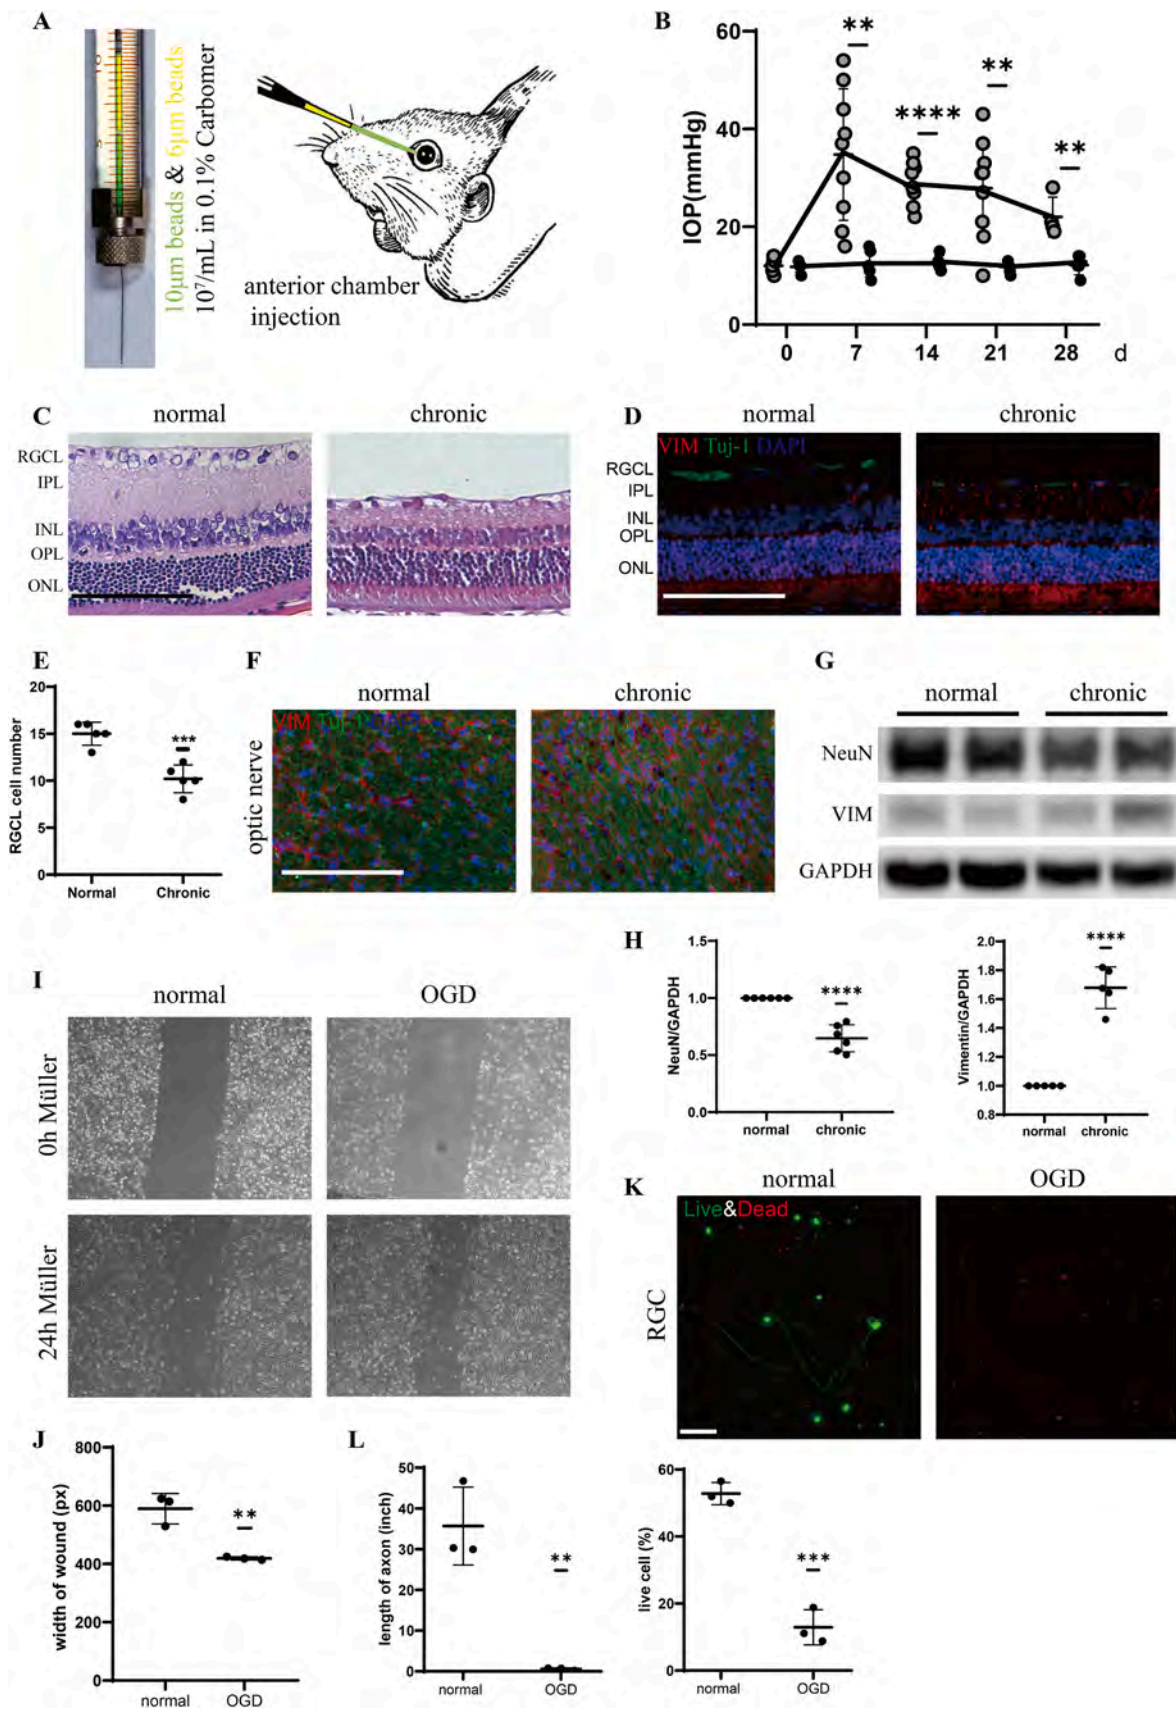 A
10μm beads & 6μm beads
10⁷/mL in 0.1% Carbomer
anterior chamber
injection
B
IOP(mmHg)
60
40
20
0
**
****
**
**
0 7 14 21 28 d
C
normal chronic
RGCL
IPL
INL
OPL
ONL
D
normal chronic
VIM Tuj-1 DAPI
RGCL
IPL
INL
OPL
ONL
E
RGCL cell number
20
15
10
5
0
***
Normal Chronic
F
normal chronic
VIM Tuj-1 DAPI
optic nerve
G
normal chronic
NeuN
VIM
GAPDH
H
NeuN/GAPDH
1.5
1.0
0.5
0.0
****
normal chronic
Vimentin/GAPDH
2.0
1.8
1.6
1.4
1.2
1.0
0.8
****
normal chronic
I
normal OGD
0h Müller
24h Müller
K
normal OGD
Live&Dead
RGC
J
width of wound (px)
800
600
400
200
0
**
normal OGD
L
length of axon (inch)
50
40
30
20
10
0
**
normal OGD
live cell (%)
60
40
20
0
***
normal OGD